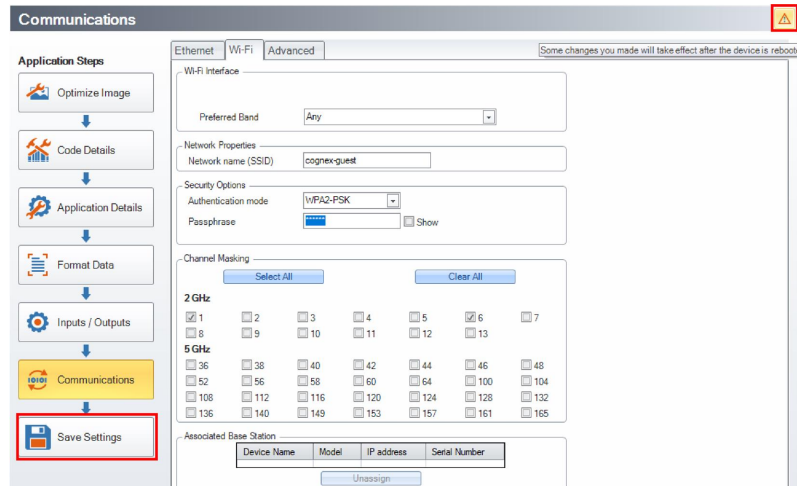 Communications
Some changes you made will take effect after the device is reboot
Application Steps
Optimize Image
Code Details
Application Details
Format Data
Inputs / Outputs
Communications
Save Settings
Ethernet Wi-Fi Advanced
Wi-Fi Interface
Preferred Band Any
Network Properties
Network name (SSID) cognex-guest
Security Options
Authentication mode WPA2-PSK
Passphrase ***** Show
Channel Masking
Select All Clear All
2 GHz
1 2 3 4 5 6 7
8 9 10 11 12 13
5 GHz
36 38 40 42 44 46 48
52 56 58 60 64 100 104
108 112 116 120 124 128 132
136 140 149 153 157 161 165
Associated Base Station
Device Name Model IP address Serial Number
Unassign